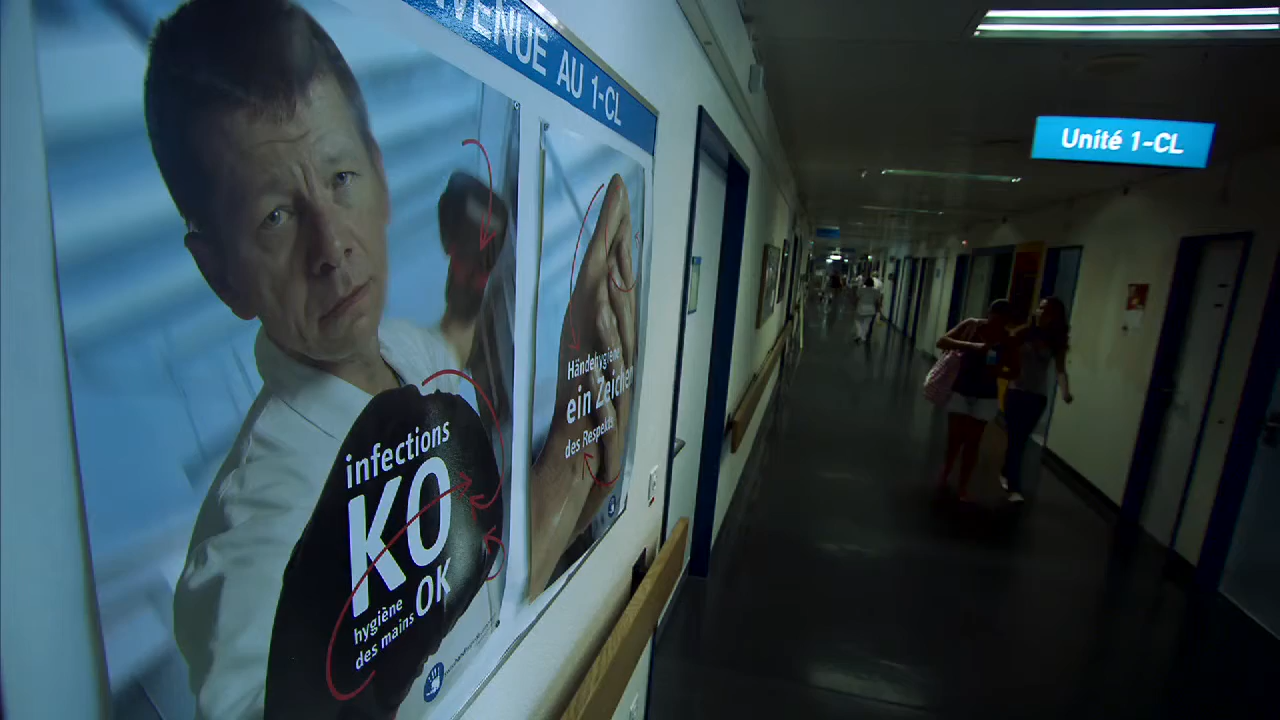 VENUE AU 1-CL
infections
KO
hygiène
des mains
OK
Händehygiene
ein Zeichen
des Respekts
Unité 1-CL